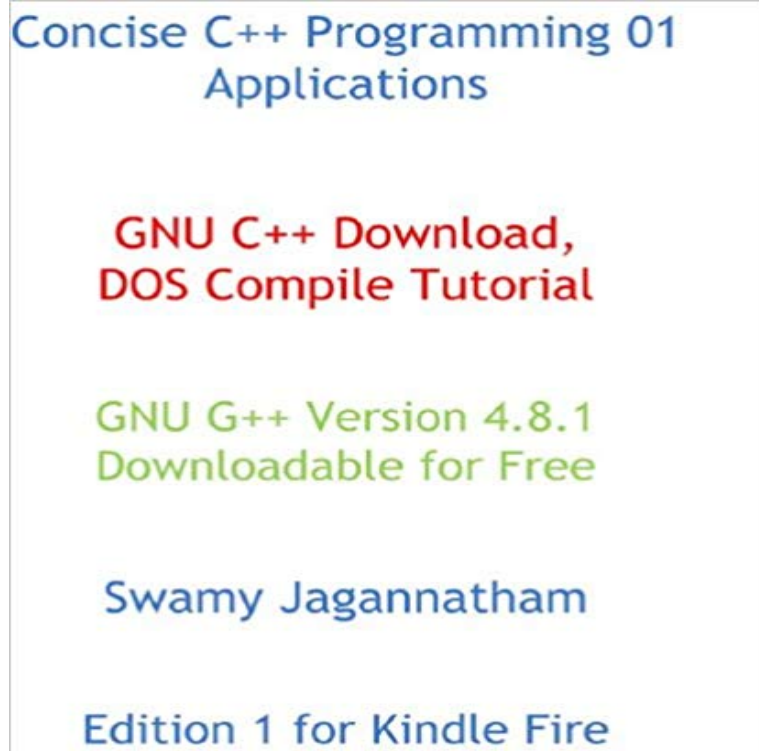 Concise C++ Programming 01
Applications
GNU C++ Download,
DOS Compile Tutorial
GNU G++ Version 4.8.1
Downloadable for Free
Swamy Jagannatham
Edition 1 for Kindle Fire